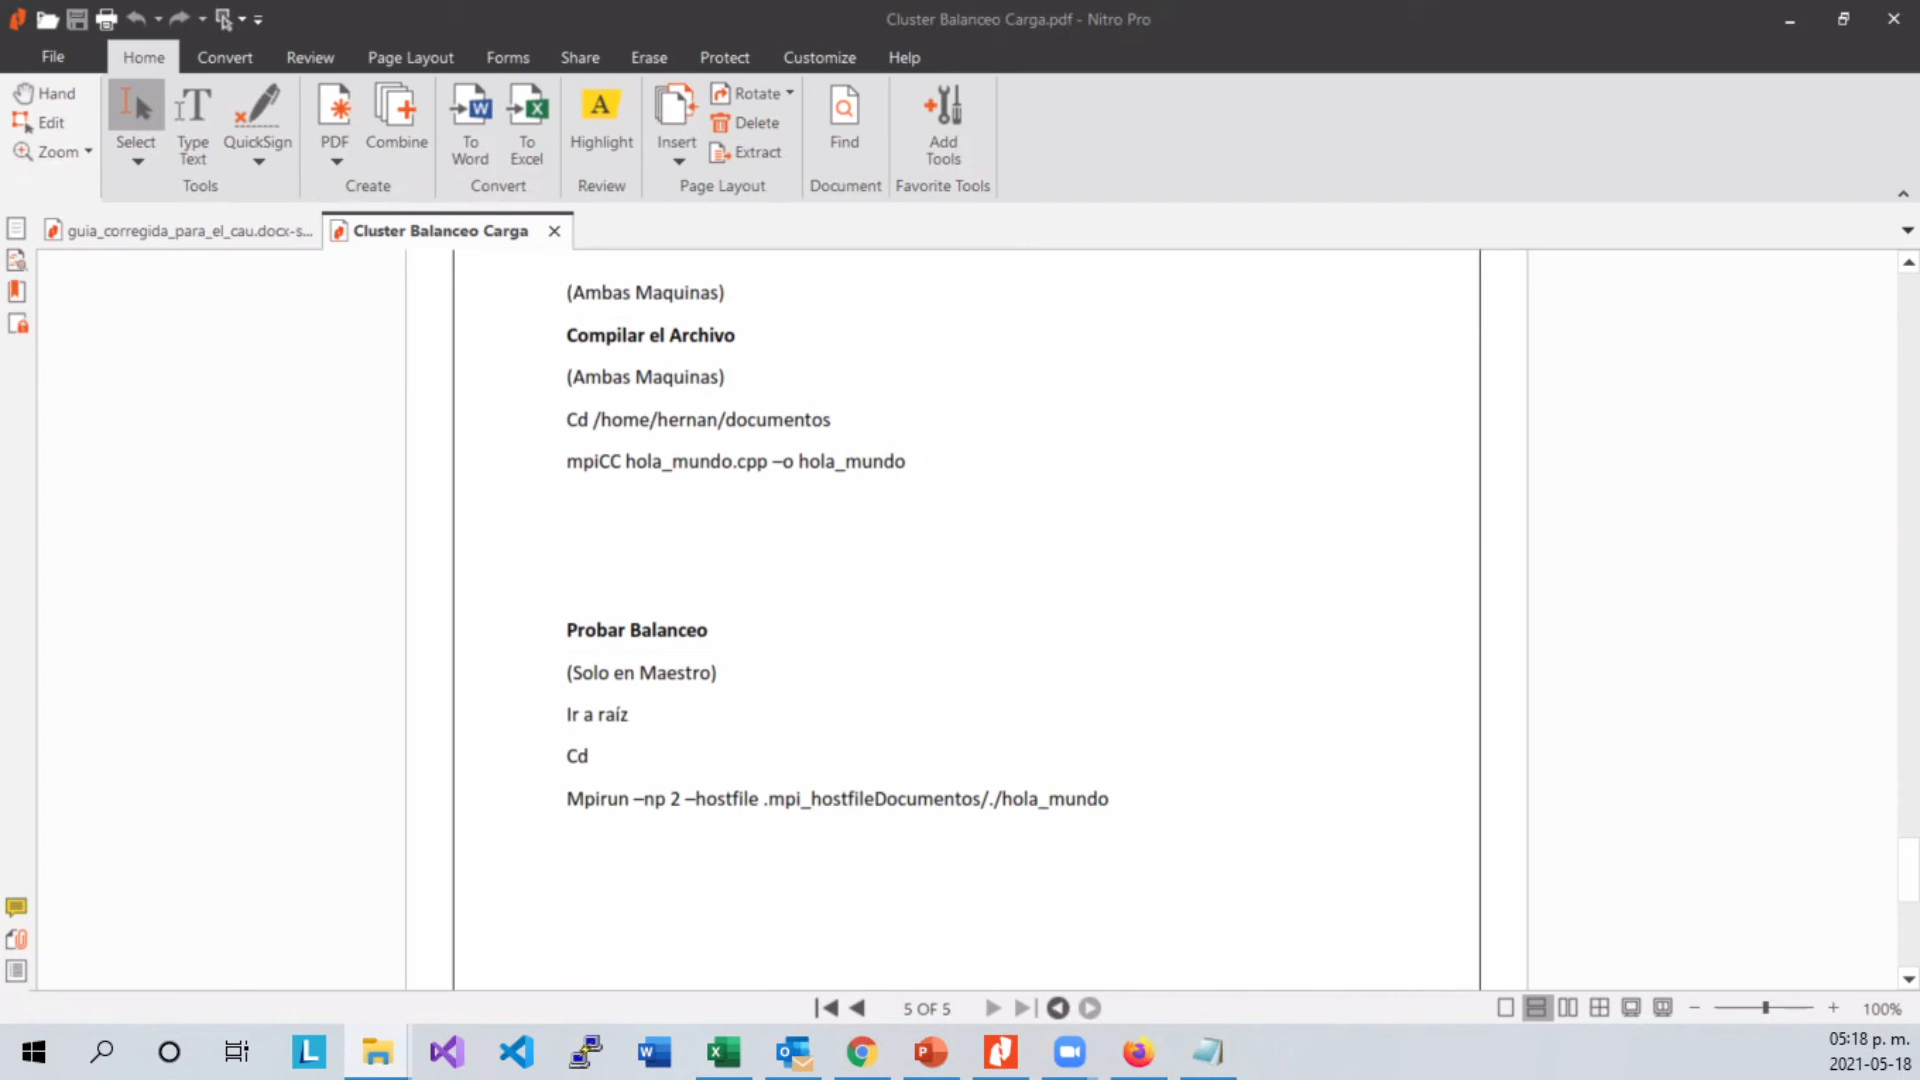 Cluster Balanceo Carga.pdf - Nitro Pro
File
Home
Convert
Review
Page Layout
Forms
Share
Erase
Protect
Customize
Help
Hand
Edit
Zoom
Select
Type
Text
QuickSign
Tools
PDF
Combine
Create
To
Word
To
Excel
Convert
Highlight
Review
Insert
Rotate
Delete
Extract
Page Layout
Find
Document
Add
Tools
Favorite Tools
guia_corregida_para_el_cau.docx-s...
Cluster Balanceo Carga
(Ambas Maquinas)
Compilar el Archivo
(Ambas Maquinas)
Cd /home/hernan/documentos
mpiCC hola_mundo.cpp –o hola_mundo
Probar Balanceo
(Solo en Maestro)
Ir a raíz
Cd
Mpirun –np 2 –hostfile .mpi_hostfileDocumentos/./hola_mundo
5 OF 5
100%
05:18 p. m.
2021-05-18